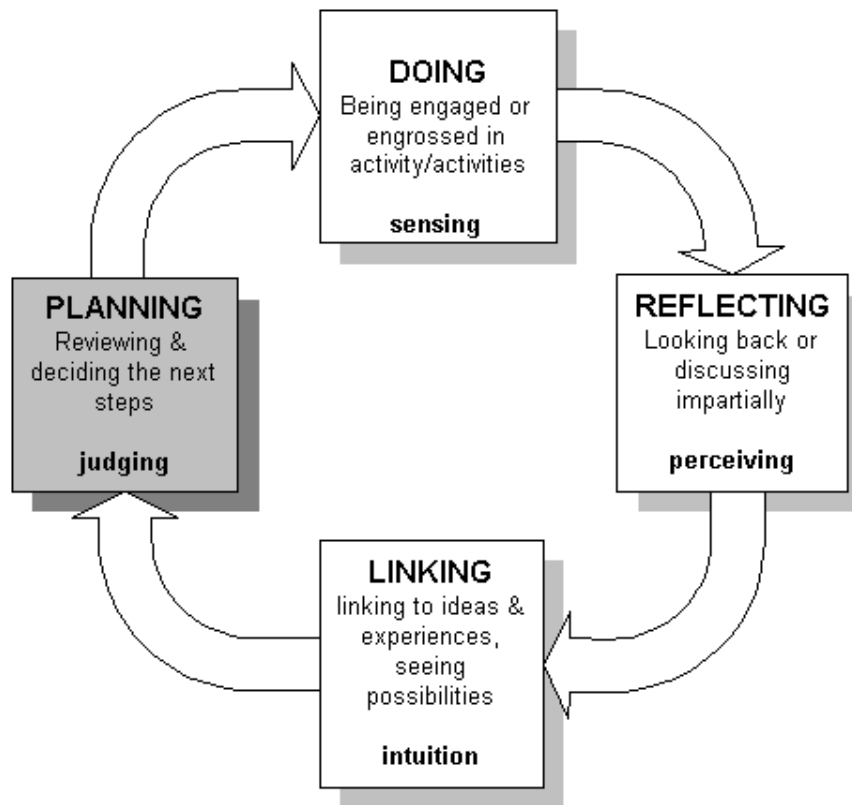 DOING
Being engaged or
engrossed in
activity/activities
sensing
REFLECTING
Looking back or
discussing
impartially
perceiving
LINKING
linking to ideas &
experiences,
seeing
possibilities
intuition
PLANNING
Reviewing &
deciding the next
steps
judging